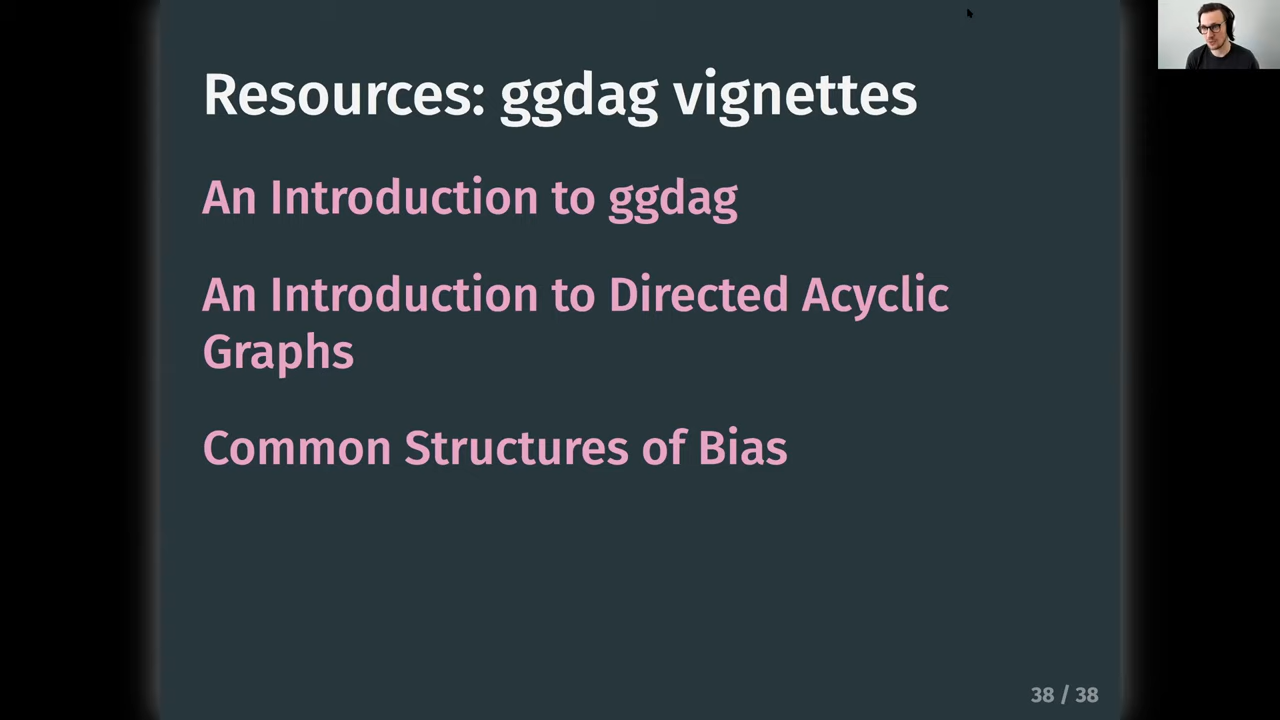 Resources: ggdag vignettes
An Introduction to ggdag
An Introduction to Directed Acyclic
Graphs
Common Structures of Bias
38 / 38